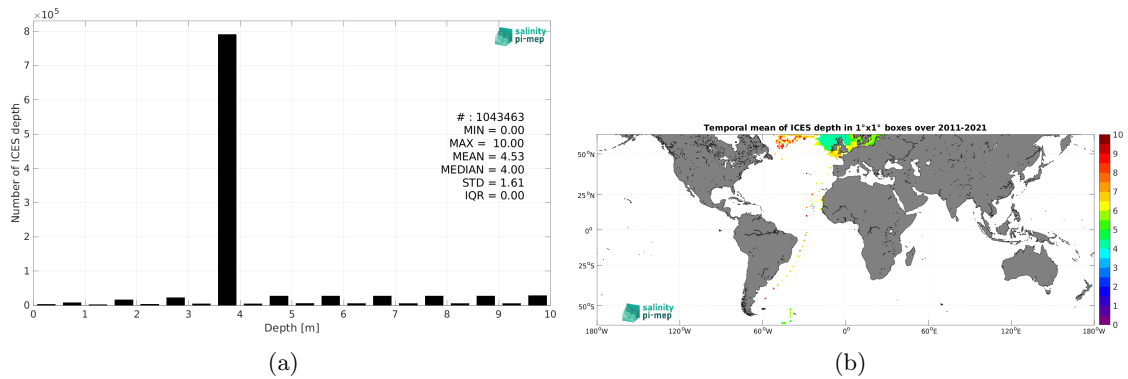 ×10⁵
8
7
6
5
4
3
2
1
0
Number of ICES depth
0 1 2 3 4 5 6 7 8 9 10
Depth [m]
salinity
pi-mep
# : 1043463
MIN = 0.00
MAX = 10.00
MEAN = 4.53
MEDIAN = 4.00
STD = 1.61
IQR = 0.00
(a)
Temporal mean of ICES depth in 1°x1° boxes over 2011-2021
50°N
25°N
0°
25°S
50°S
180°W 120°W 60°W 0° 60°E 120°E 180°E
salinity
pi-mep
10
9
8
7
6
5
4
3
2
1
0
(b)